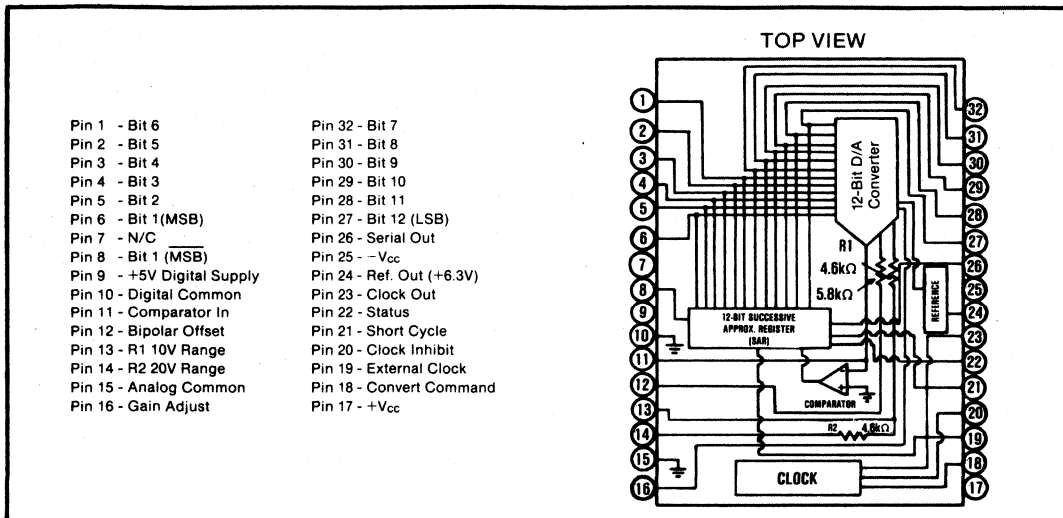 TOP VIEW
Pin 1 - Bit 6
Pin 2 - Bit 5
Pin 3 - Bit 4
Pin 4 - Bit 3
Pin 5 - Bit 2
Pin 6 - Bit 1 (MSB)
Pin 7 - N/C
Pin 8 - Bit 1 (M̅S̅B̅)
Pin 9 - +5V Digital Supply
Pin 10 - Digital Common
Pin 11 - Comparator In
Pin 12 - Bipolar Offset
Pin 13 - R1 10V Range
Pin 14 - R2 20V Range
Pin 15 - Analog Common
Pin 16 - Gain Adjust
Pin 32 - Bit 7
Pin 31 - Bit 8
Pin 30 - Bit 9
Pin 29 - Bit 10
Pin 28 - Bit 11
Pin 27 - Bit 12 (LSB)
Pin 26 - Serial Out
Pin 25 - -Vcc
Pin 24 - Ref. Out (+6.3V)
Pin 23 - Clock Out
Pin 22 - Status
Pin 21 - Short Cycle
Pin 20 - Clock Inhibit
Pin 19 - External Clock
Pin 18 - Convert Command
Pin 17 - +Vcc
1
2
3
4
5
6
7
8
9
10
11
12
13
14
15
16
12-Bit D/A
Converter
R1
4.6kΩ
5.8kΩ
REFERENCE
12-BIT SUCCESSIVE
APPROX. REGISTER
(SAR)
COMPARATOR
R2 4.6kΩ
CLOCK
32
31
30
29
28
27
26
25
24
23
22
21
20
19
18
17